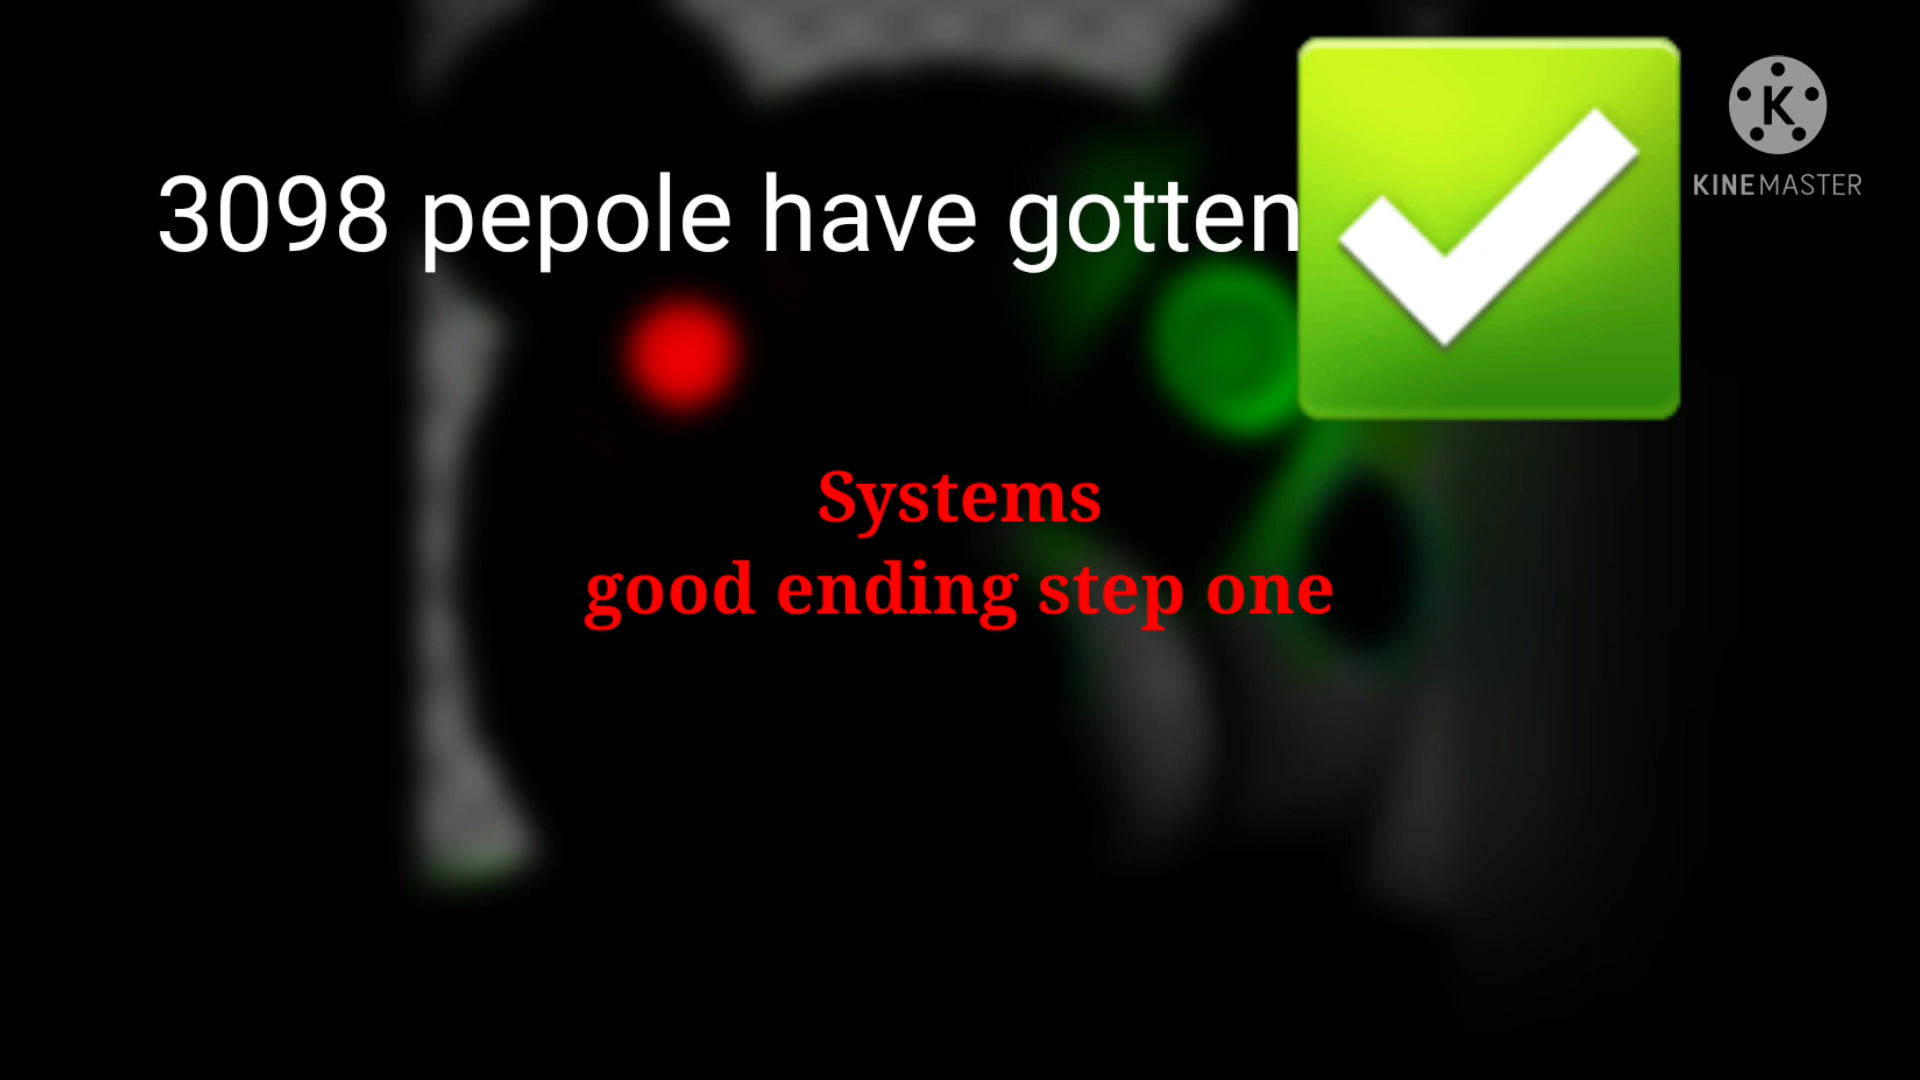 3098 pepole have gotten
K
KINEMASTER
Systems
good ending step one